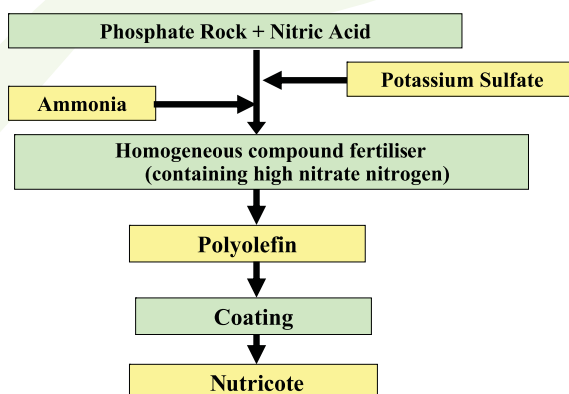 Phosphate Rock + Nitric Acid
Potassium Sulfate
Ammonia
Homogeneous compound fertiliser
(containing high nitrate nitrogen)
Polyolefin
Coating
Nutricote